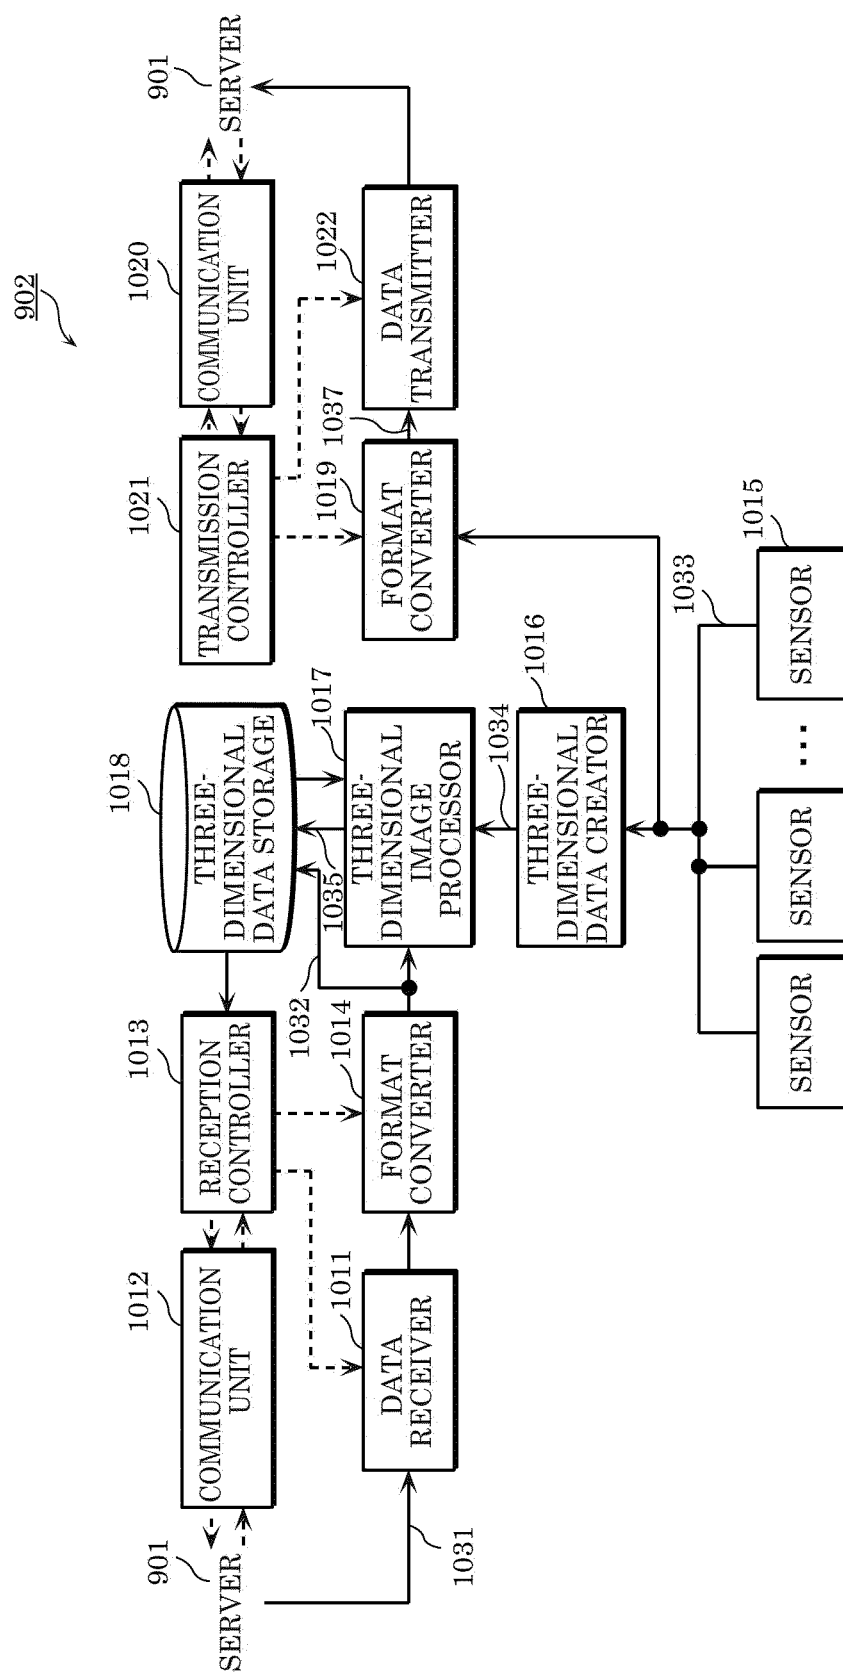 902
901
SERVER
1012
COMMUNICATION
UNIT
1013
RECEPTION
CONTROLLER
1018
THREE-
DIMENSIONAL
DATA STORAGE
1021
TRANSMISSION
CONTROLLER
1020
COMMUNICATION
UNIT
901
SERVER
1031
1011
DATA
RECEIVER
1014
FORMAT
CONVERTER
1032
1035
1017
THREE-
DIMENSIONAL
IMAGE
PROCESSOR
1019
FORMAT
CONVERTER
1037
1022
DATA
TRANSMITTER
1034
1016
THREE-
DIMENSIONAL
DATA CREATOR
1033
1015
SENSOR
SENSOR
...
SENSOR